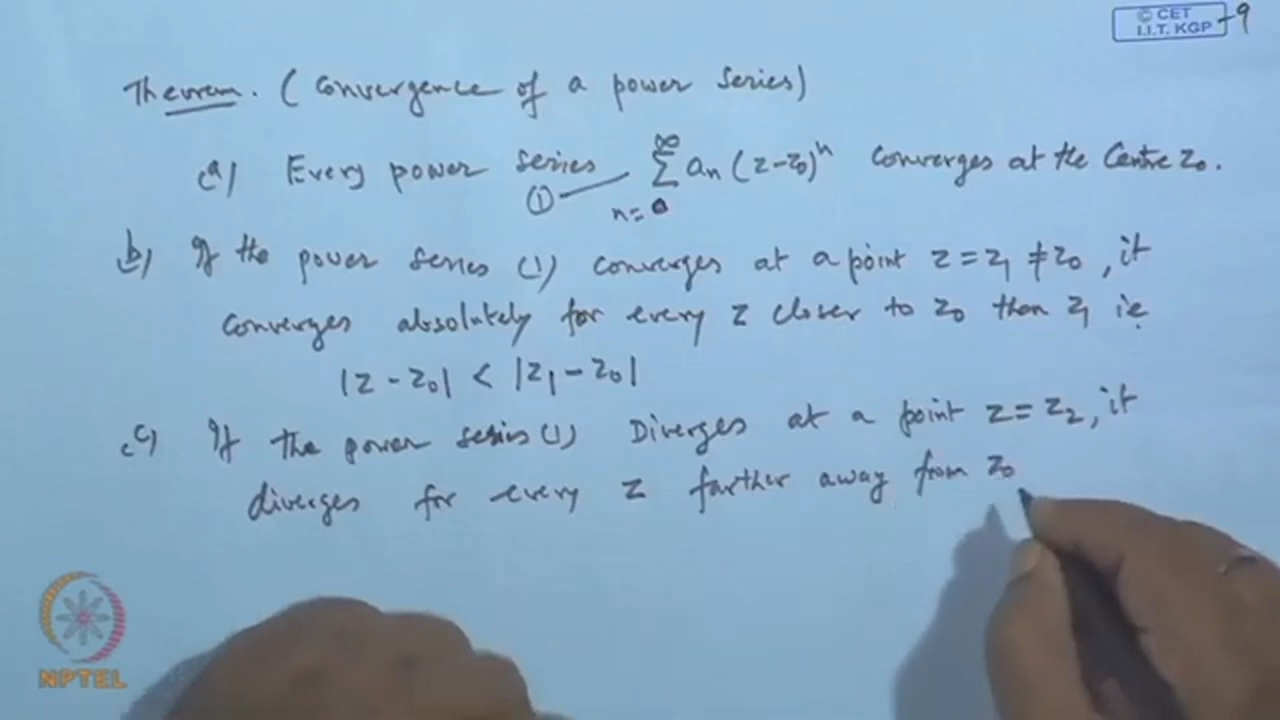 © CET
I.I.T. KGP
-9
Theorem. (Convergence of a power series)
(a) Every power series ① — ∑_{n=0}^{∞} a_n (z-z_0)^n converges at the Centre z_0.
b) If the power series (1) converges at a point z = z_1 ≠ z_0, it
converges absolutely for every z closer to z_0 than z_1 i.e.
|z - z_0| < |z_1 - z_0|
(c) If the power series (1) Diverges at a point z = z_2, it
diverges for every z farther away from z_0
NPTEL